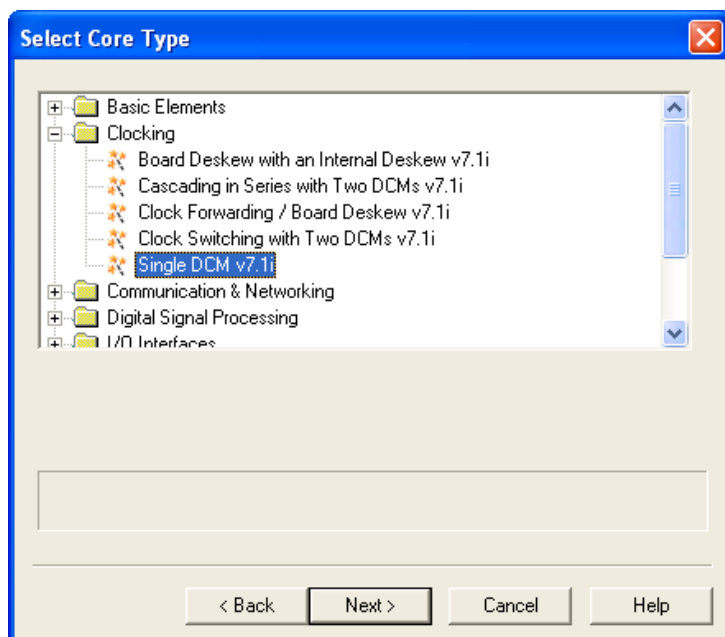 Select Core Type
Basic Elements
Clocking
Board Deskew with an Internal Deskew v7.1i
Cascading in Series with Two DCMs v7.1i
Clock Forwarding / Board Deskew v7.1i
Clock Switching with Two DCMs v7.1i
Single DCM v7.1i
Communication & Networking
Digital Signal Processing
I/O Interfaces
< Back Next > Cancel Help